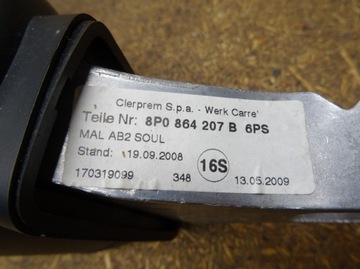 Clerprem S.p.a. - Werk Carre'
Teile Nr: 8P0 864 207 B 6PS
MAL AB2 SOUL
Stand: 19.09.2008 16S
170319099 348 13.05.2009